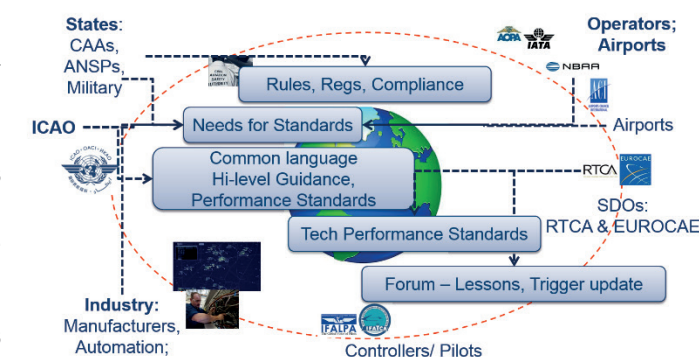 States:
CAAs,
ANSPs,
Military
Operators;
Airports
AOPA
IATA
NBAA
Rules, Regs, Compliance
ICAO
Needs for Standards
Airports
Common language
Hi-level Guidance,
Performance Standards
RTCA
EUROCAE
SDOs:
RTCA & EUROCAE
Tech Performance Standards
Forum – Lessons, Trigger update
Industry:
Manufacturers,
Automation;
IFALPA
IFATCA
Controllers/ Pilots